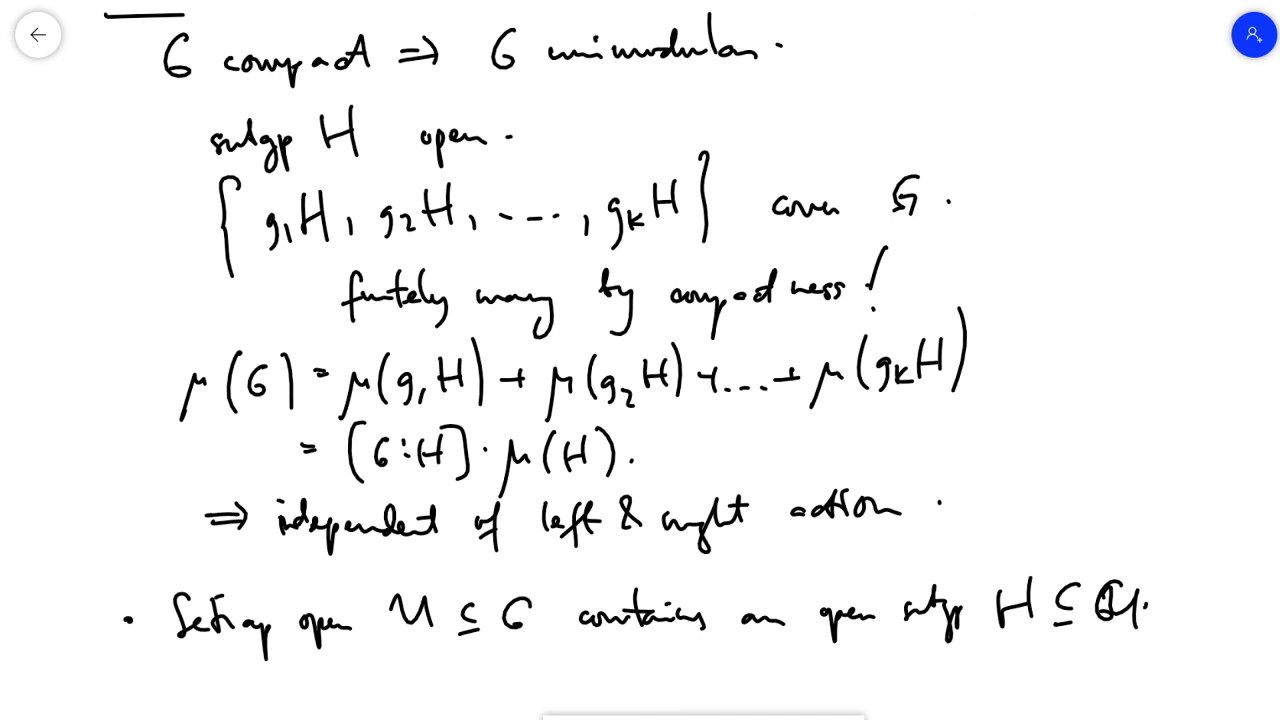 G compact ⇒ G unimodular.
subgp H open.
{ g₁H, g₂H, ..., gₖH } cover G.
finitely many by compactness!
μ(G) = μ(g₁H) + μ(g₂H) + ... + μ(gₖH)
= [G:H] · μ(H).
⇒ independent of left & right action.
• open U ⊆ G contains an open subgp H ⊆